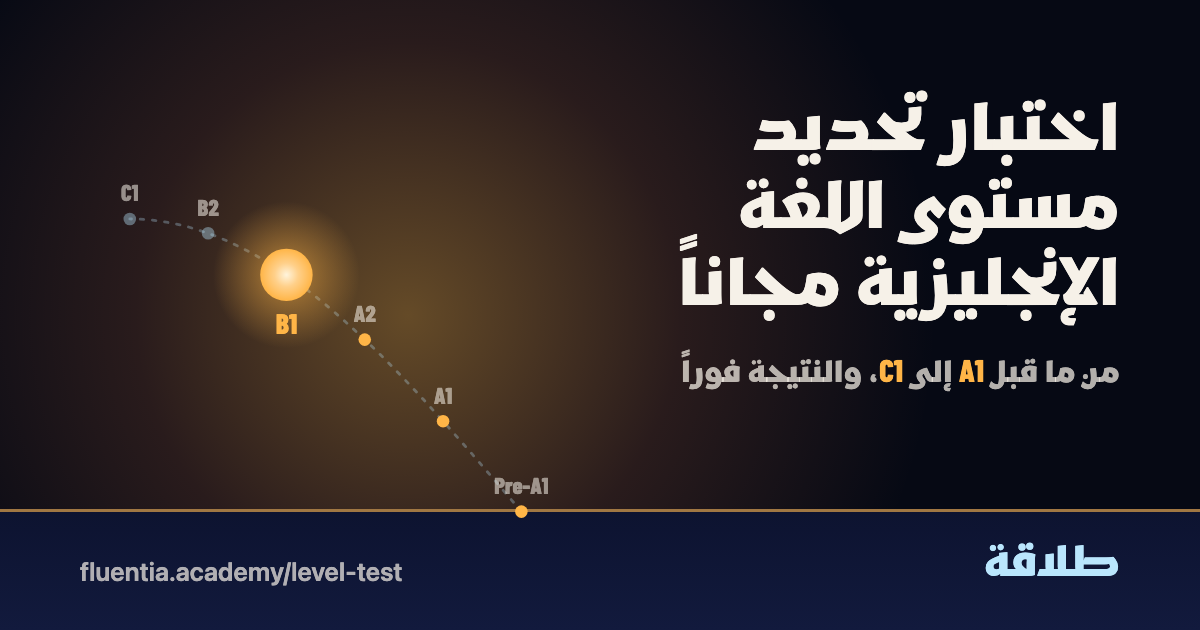 اختبار تحديد
مستوى اللغة
الإنجليزية مجاناً
من ما قبل A1 إلى C1، والنتيجة فوراً
C1
B2
B1
A2
A1
Pre-A1
طلاقة
fluentia.academy/level-test